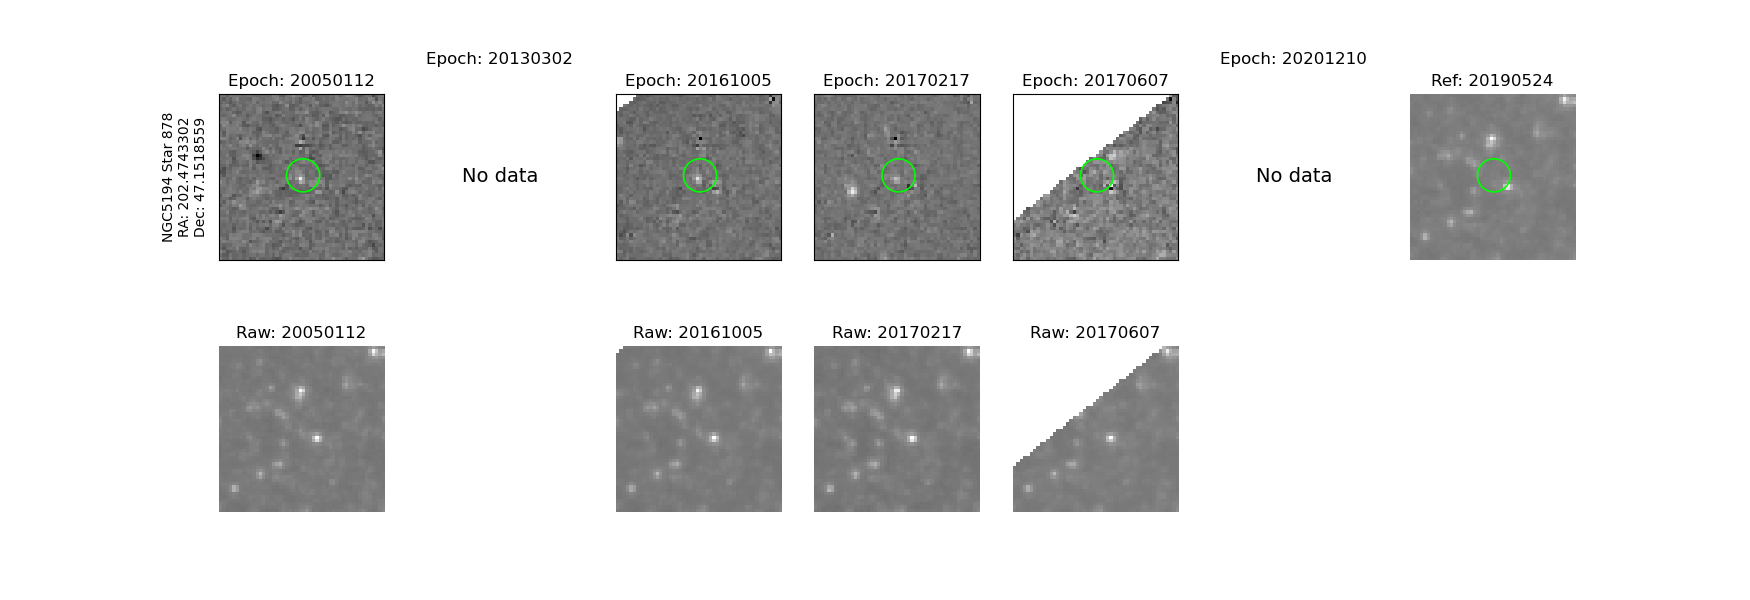 Epoch: 20130302
Epoch: 20201210
Epoch: 20050112
Epoch: 20161005
Epoch: 20170217
Epoch: 20170607
Ref: 20190524
NGC5194 Star 878
RA: 202.4743302
Dec: 47.1518559
No data
No data
Raw: 20050112
Raw: 20161005
Raw: 20170217
Raw: 20170607